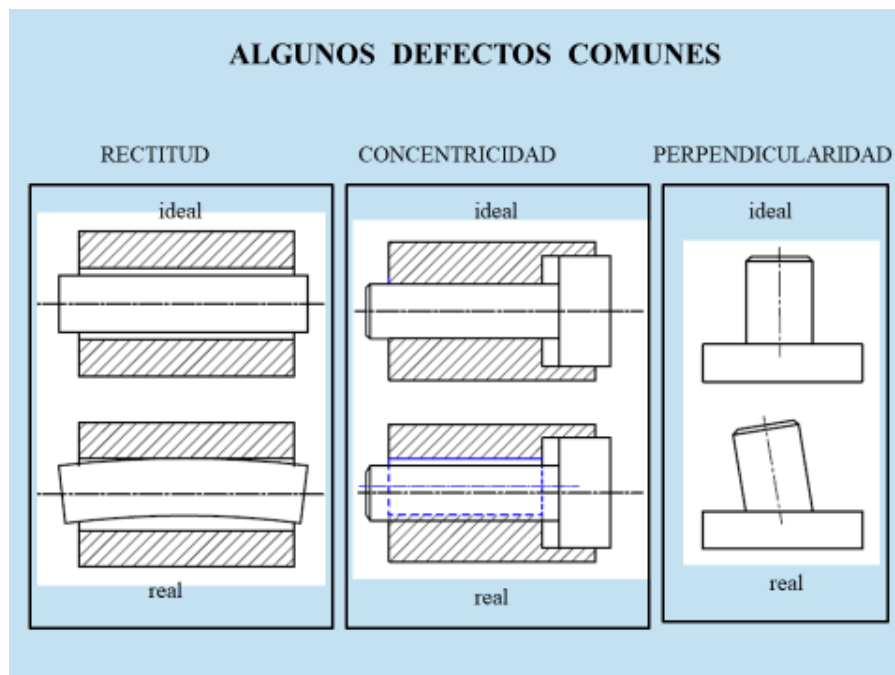 ALGUNOS DEFECTOS COMUNES
RECTITUD
ideal
real
CONCENTRICIDAD
ideal
real
PERPENDICULARIDAD
ideal
real